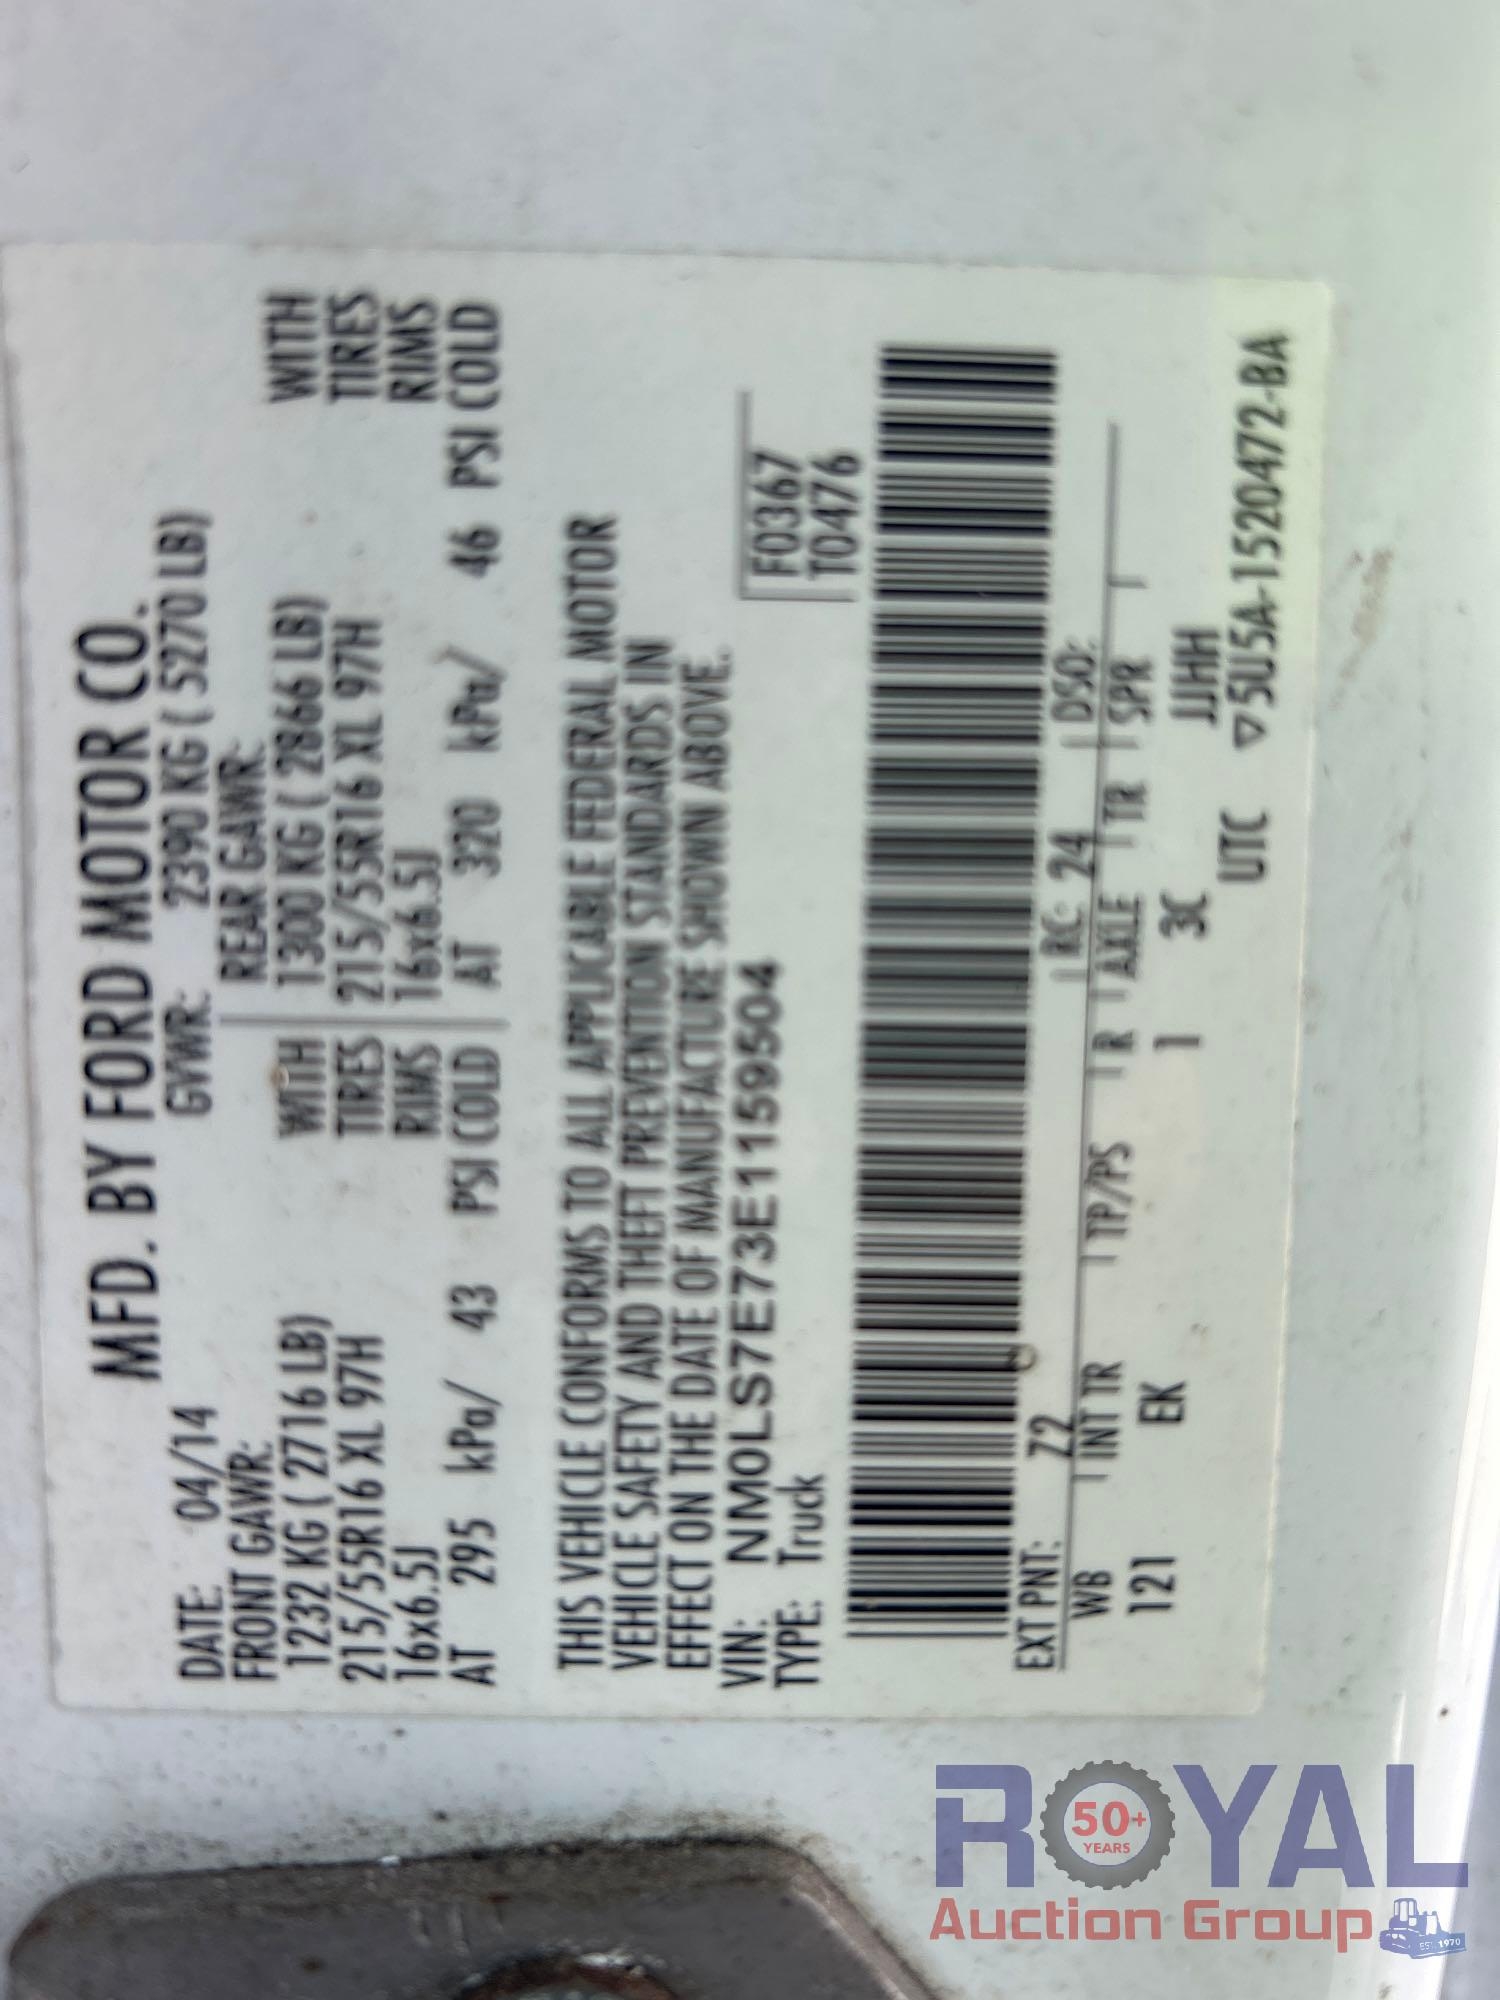 MFD. BY FORD MOTOR CO.
DATE: 04/14 GVWR: 2390 KG ( 5270 LB)
FRONT GAWR: REAR GAWR:
1232 KG ( 2716 LB) WITH 1300 KG ( 2866 LB) WITH
215/55R16 XL 97H TIRES 215/55R16 XL 97H TIRES
16x6.5J RIMS 16x6.5J RIMS
AT 295 kPa/ 43 PSI COLD AT 320 kPa/ 46 PSI COLD
THIS VEHICLE CONFORMS TO ALL APPLICABLE FEDERAL MOTOR
VEHICLE SAFETY AND THEFT PREVENTION STANDARDS IN
EFFECT ON THE DATE OF MANUFACTURE SHOWN ABOVE.
VIN: NM0LS7E73E1159504 F0367
TYPE: Truck T0476
EXT PNT: Z2 RC: 24 DSO:
WB INT TR TP/PS R AXLE TR SPR
121 EK 1 3C JJHH
UTC ▽5U5A-1520472-BA
ROYAL
50+
YEARS
Auction Group
EST. 1970